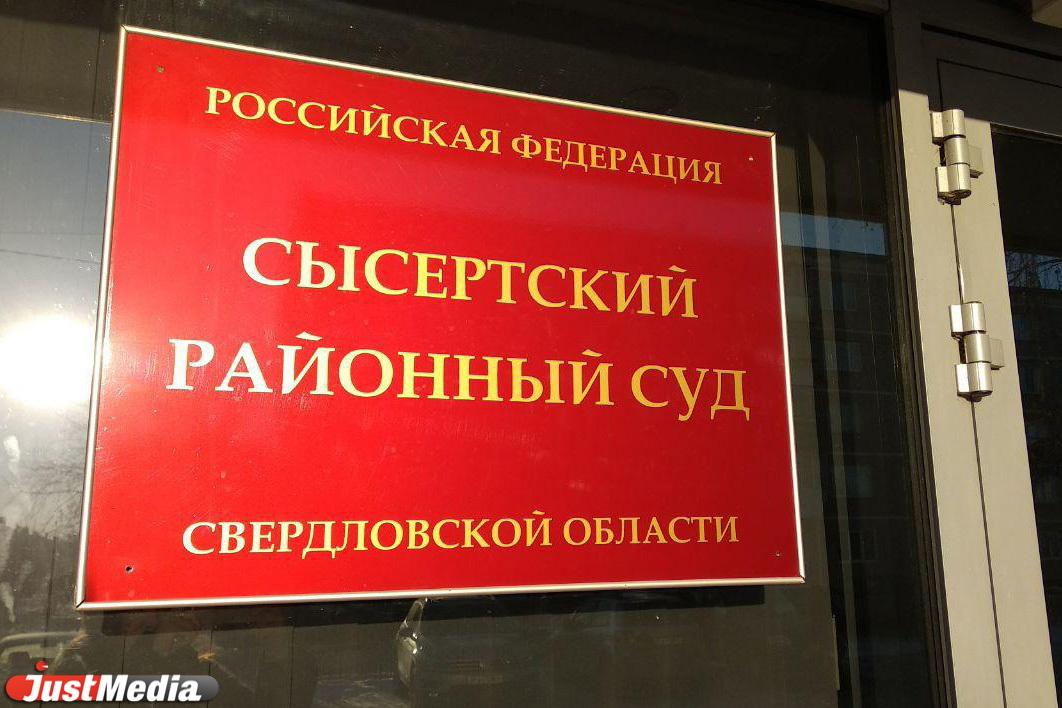 РОССИЙСКАЯ ФЕДЕРАЦИЯ
СЫСЕРТСКИЙ
РАЙОННЫЙ СУД
СВЕРДЛОВСКОЙ ОБЛАСТИ
JustMedia